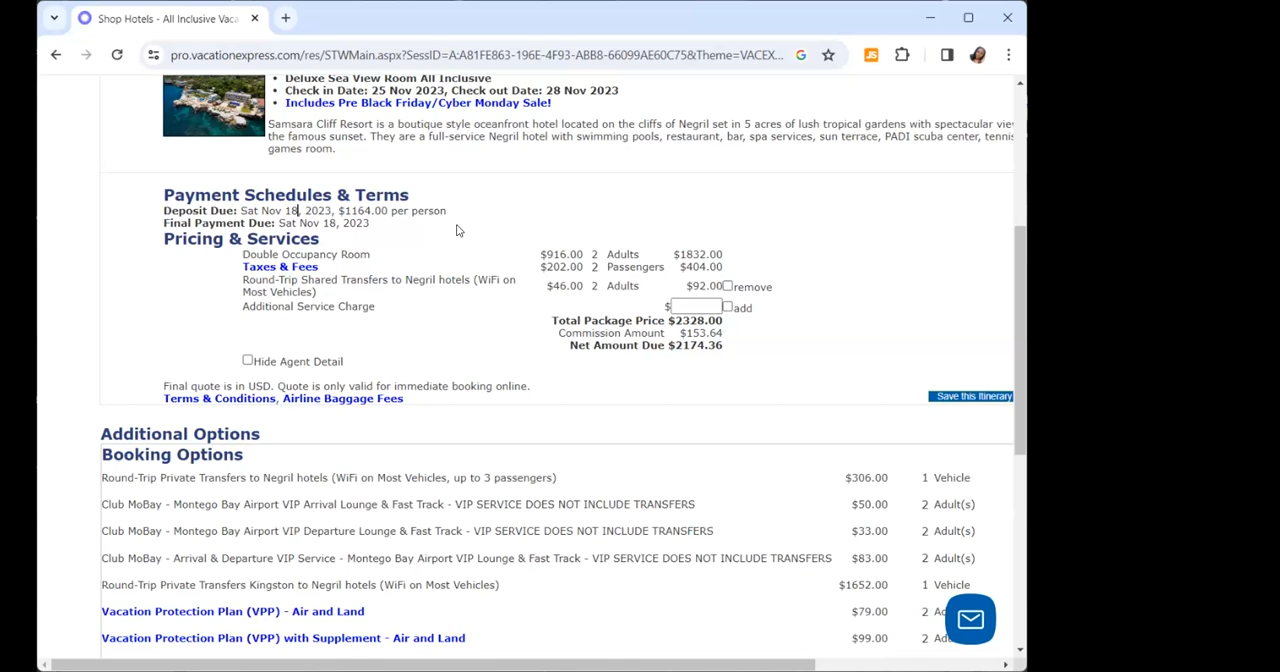 Shop Hotels - All Inclusive Vaca
pro.vacationexpress.com/res/STWMain.aspx?SessID=A:A81FE863-196E-4F93-ABB8-66099AE60C75&Theme=VACEX...
Deluxe Sea View Room All Inclusive
Check in Date: 25 Nov 2023, Check out Date: 28 Nov 2023
Includes Pre Black Friday/Cyber Monday Sale!
Samsara Cliff Resort is a boutique style oceanfront hotel located on the cliffs of Negril set in 5 acres of lush tropical gardens with spectacular vie
the famous sunset. They are a full-service Negril hotel with swimming pools, restaurant, bar, spa services, sun terrace, PADI scuba center, tennis
games room.
Payment Schedules & Terms
Deposit Due: Sat Nov 18, 2023, $1164.00 per person
Final Payment Due: Sat Nov 18, 2023
Pricing & Services
Double Occupancy Room $916.00 2 Adults $1832.00
Taxes & Fees $202.00 2 Passengers $404.00
Round-Trip Shared Transfers to Negril hotels (WiFi on
Most Vehicles) $46.00 2 Adults $92.00 remove
Additional Service Charge $ add
Total Package Price $2328.00
Commission Amount $153.64
Net Amount Due $2174.36
Hide Agent Detail
Final quote is in USD. Quote is only valid for immediate booking online.
Terms & Conditions, Airline Baggage Fees
Save this Itinerary
Additional Options
Booking Options
Round-Trip Private Transfers to Negril hotels (WiFi on Most Vehicles, up to 3 passengers) $306.00 1 Vehicle
Club MoBay - Montego Bay Airport VIP Arrival Lounge & Fast Track - VIP SERVICE DOES NOT INCLUDE TRANSFERS $50.00 2 Adult(s)
Club MoBay - Montego Bay Airport VIP Departure Lounge & Fast Track - VIP SERVICE DOES NOT INCLUDE TRANSFERS $33.00 2 Adult(s)
Club MoBay - Arrival & Departure VIP Service - Montego Bay Airport VIP Lounge & Fast Track - VIP SERVICE DOES NOT INCLUDE TRANSFERS $83.00 2 Adult(s)
Round-Trip Private Transfers Kingston to Negril hotels (WiFi on Most Vehicles) $1652.00 1 Vehicle
Vacation Protection Plan (VPP) - Air and Land $79.00 2 Ad
Vacation Protection Plan (VPP) with Supplement - Air and Land $99.00 2 Ad